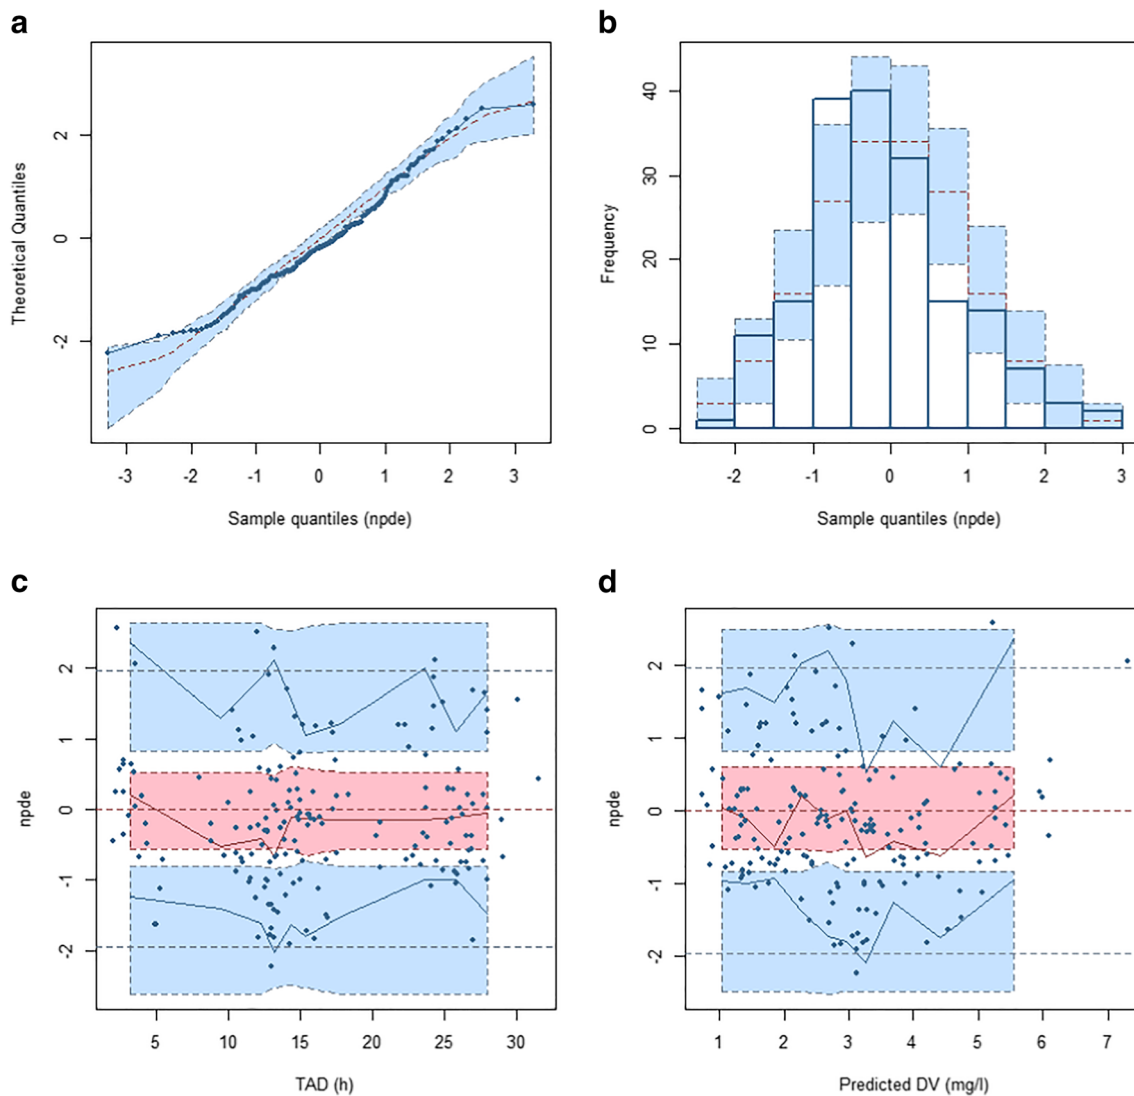 a
Theoretical Quantiles
2
0
-2
-3 -2 -1 0 1 2 3
Sample quantiles (npde)
b
Frequency
40
30
20
10
0
-2 -1 0 1 2 3
Sample quantiles (npde)
c
npde
2
1
0
-1
-2
5 10 15 20 25 30
TAD (h)
d
npde
2
1
0
-1
-2
1 2 3 4 5 6 7
Predicted DV (mg/l)